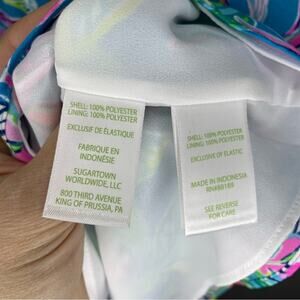 SHELL: 100% POLYESTER
LINING: 100% POLYESTER
EXCLUSIF DE ÉLASTIQUE
FABRIQUE EN
INDONÉSIE
SUGARTOWN
WORLDWIDE, LLC
800 THIRD AVENUE
KING OF PRUSSIA, PA
SHELL: 100% POLYESTER
LINING: 100% POLYESTER
EXCLUSIVE OF ELASTIC
MADE IN INDONESIA
RN#88189
SEE REVERSE
FOR CARE